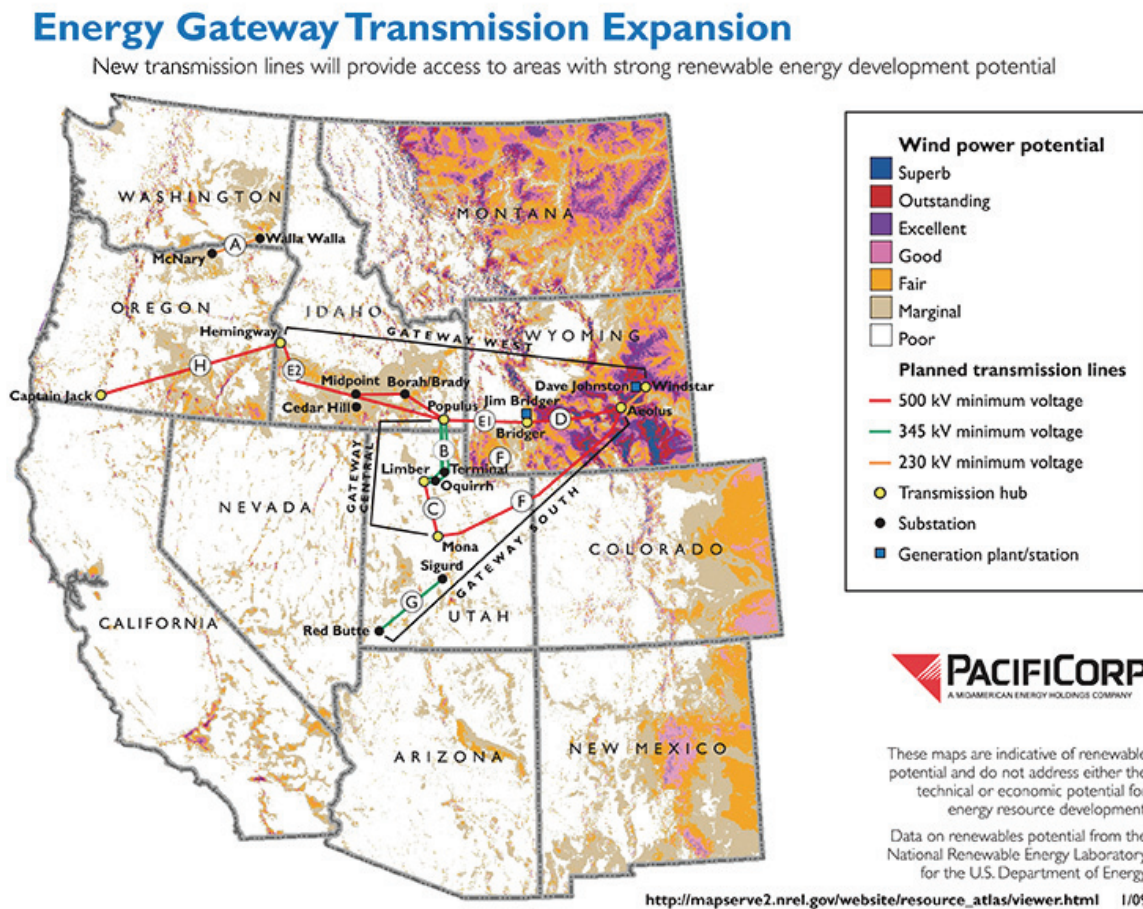 Energy Gateway Transmission Expansion
New transmission lines will provide access to areas with strong renewable energy development potential
WASHINGTON
MONTANA
A
Walla Walla
McNary
OREGON
IDAHO
WYOMING
Hemingway
GATEWAY WEST
H
E2
Midpoint
Borah/Brady
Dave Johnston
Windstar
Captain Jack
Cedar Hill
Populus
Jim Bridger
E1
D
Aeolus
Bridger
GATEWAY CENTRAL
B
F
Limber
Terminal
Oquirrh
NEVADA
C
F
GATEWAY SOUTH
Mona
COLORADO
Sigurd
G
UTAH
CALIFORNIA
Red Butte
ARIZONA
NEW MEXICO
Wind power potential
Superb
Outstanding
Excellent
Good
Fair
Marginal
Poor
Planned transmission lines
500 kV minimum voltage
345 kV minimum voltage
230 kV minimum voltage
Transmission hub
Substation
Generation plant/station
PACIFICORP
A MIDAMERICAN ENERGY HOLDINGS COMPANY
These maps are indicative of renewable
potential and do not address either the
technical or economic potential for
energy resource development
Data on renewables potential from the
National Renewable Energy Laboratory
for the U.S. Department of Energy
http://mapserve2.nrel.gov/website/resource_atlas/viewer.html 1/09